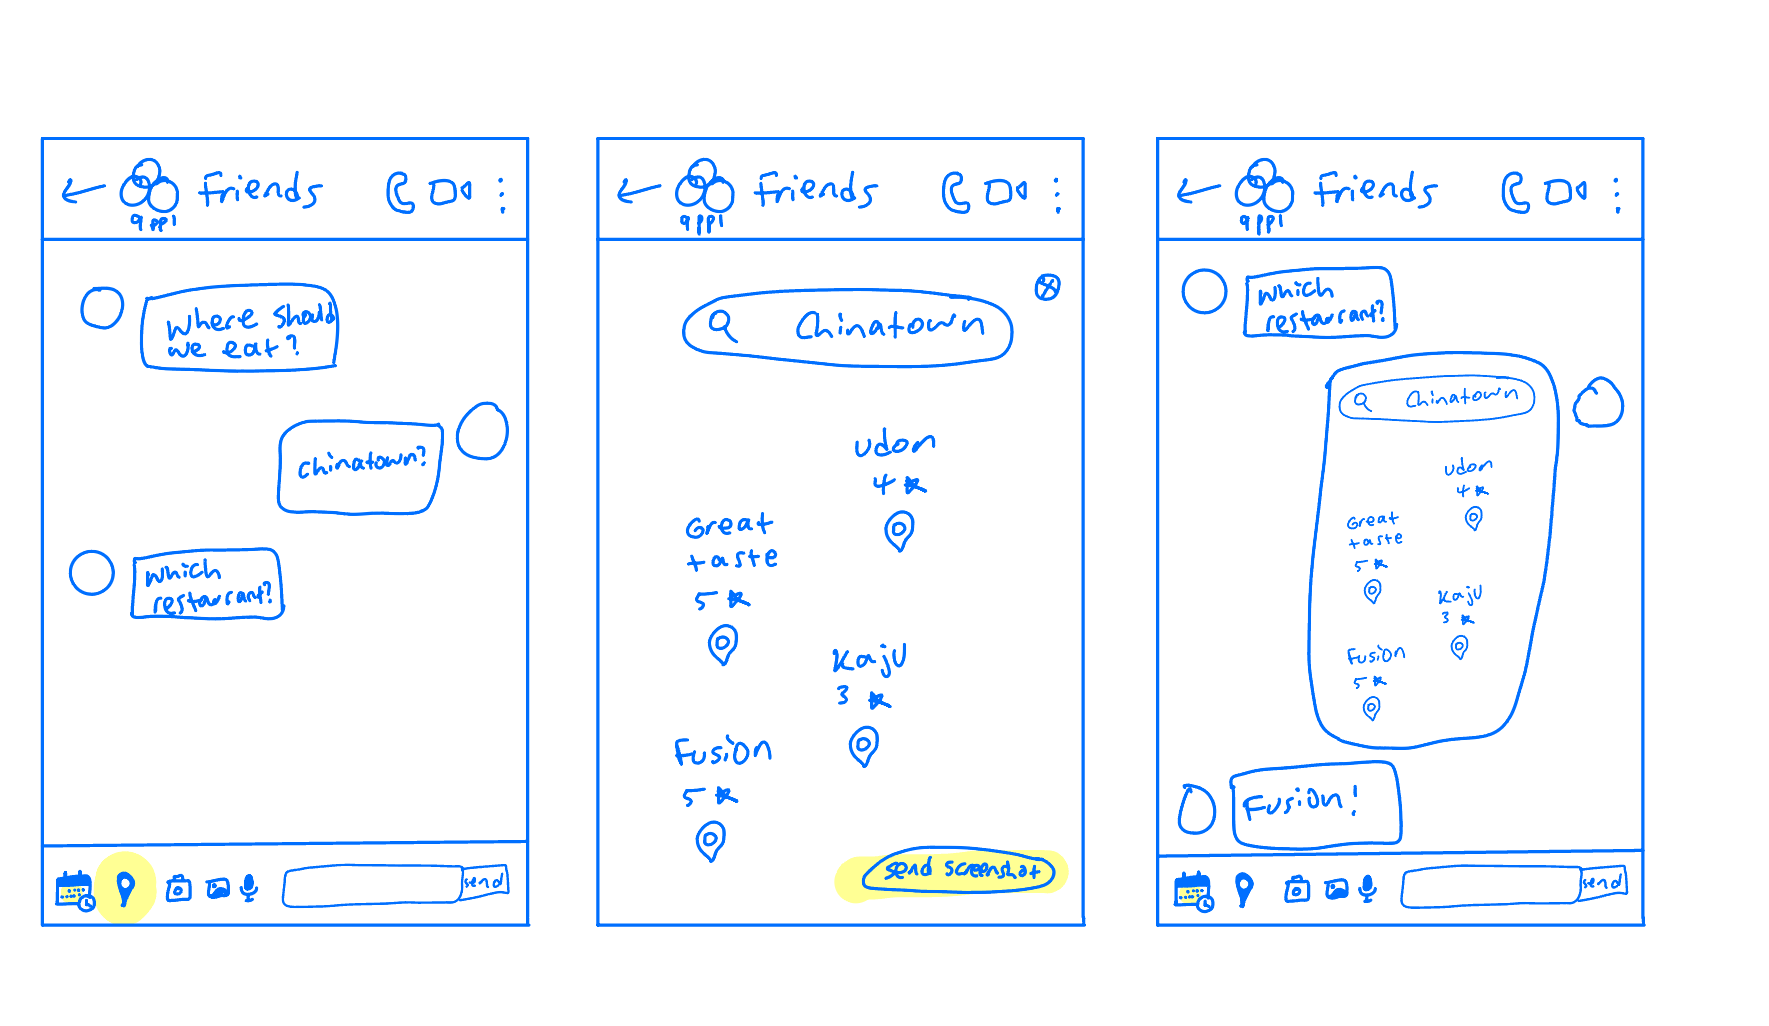 Friends
9 ppl
Where should
we eat?
chinatown?
Which
restaurant?
send
Friends
9 ppl
Chinatown
Udon
4
Great
taste
5
KajU
3
Fusion
5
send screenshot
Friends
9 ppl
Which
restaurant?
Chinatown
Udon
4
Great
taste
5
KajU
3
Fusion
5
Fusion!
send